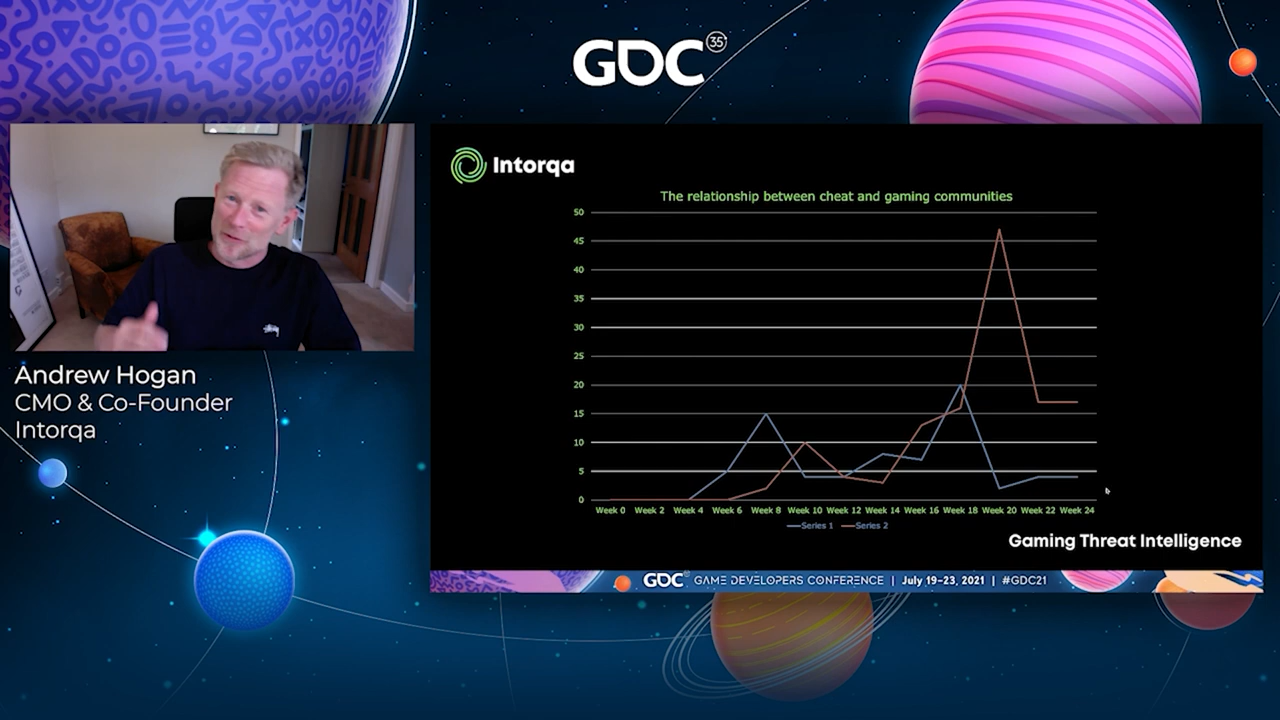 GDC 35
Intorqa
The relationship between cheat and gaming communities
50
45
40
35
30
25
20
15
10
5
0
Week 0 Week 2 Week 4 Week 6 Week 8 Week 10 Week 12 Week 14 Week 16 Week 18 Week 20 Week 22 Week 24
Series 1 Series 2
Gaming Threat Intelligence
GDC GAME DEVELOPERS CONFERENCE | July 19-23, 2021 | #GDC21
Andrew Hogan
CMO & Co-Founder
Intorqa